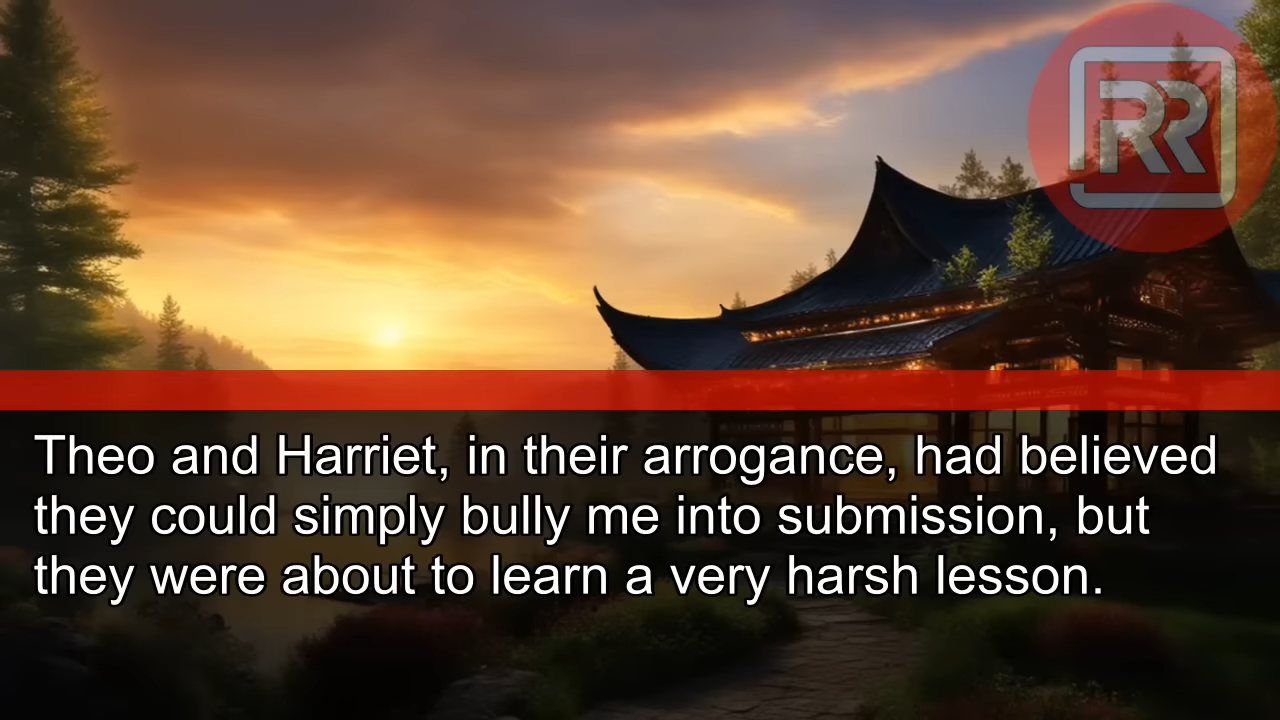 RR
Theo and Harriet, in their arrogance, had believed
they could simply bully me into submission, but
they were about to learn a very harsh lesson.